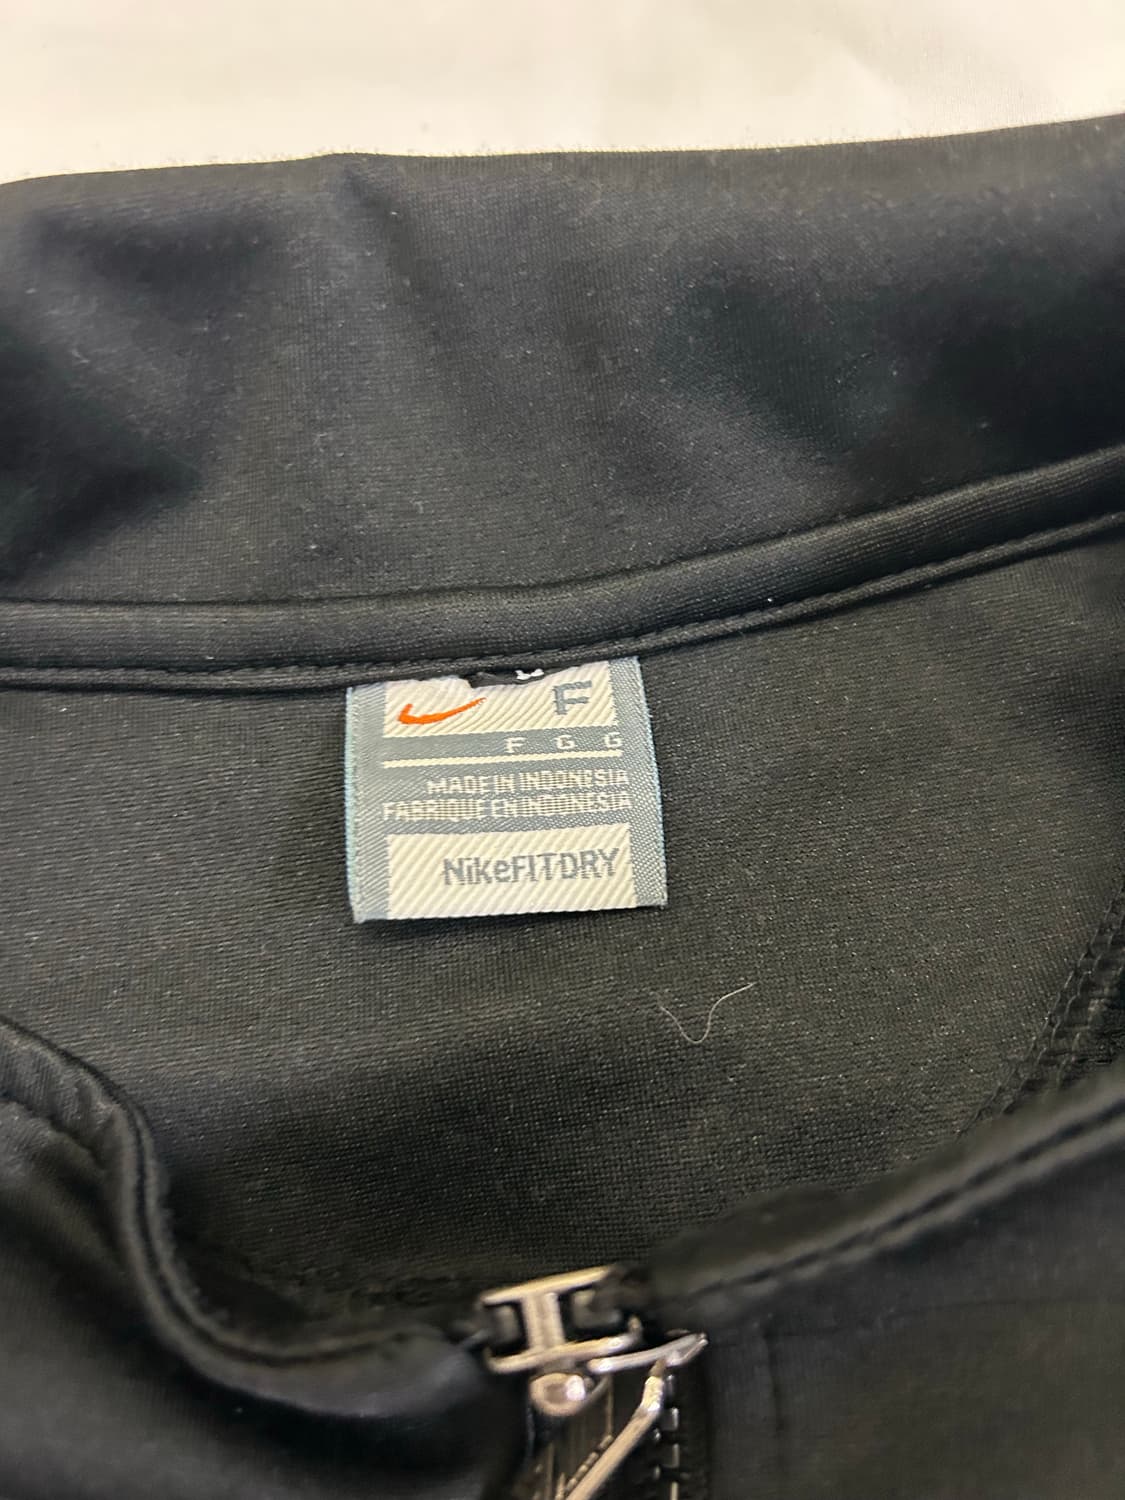 F
F G G
MADE IN INDONESIA
FABRIQUE EN INDONESIA
NikeFITDRY